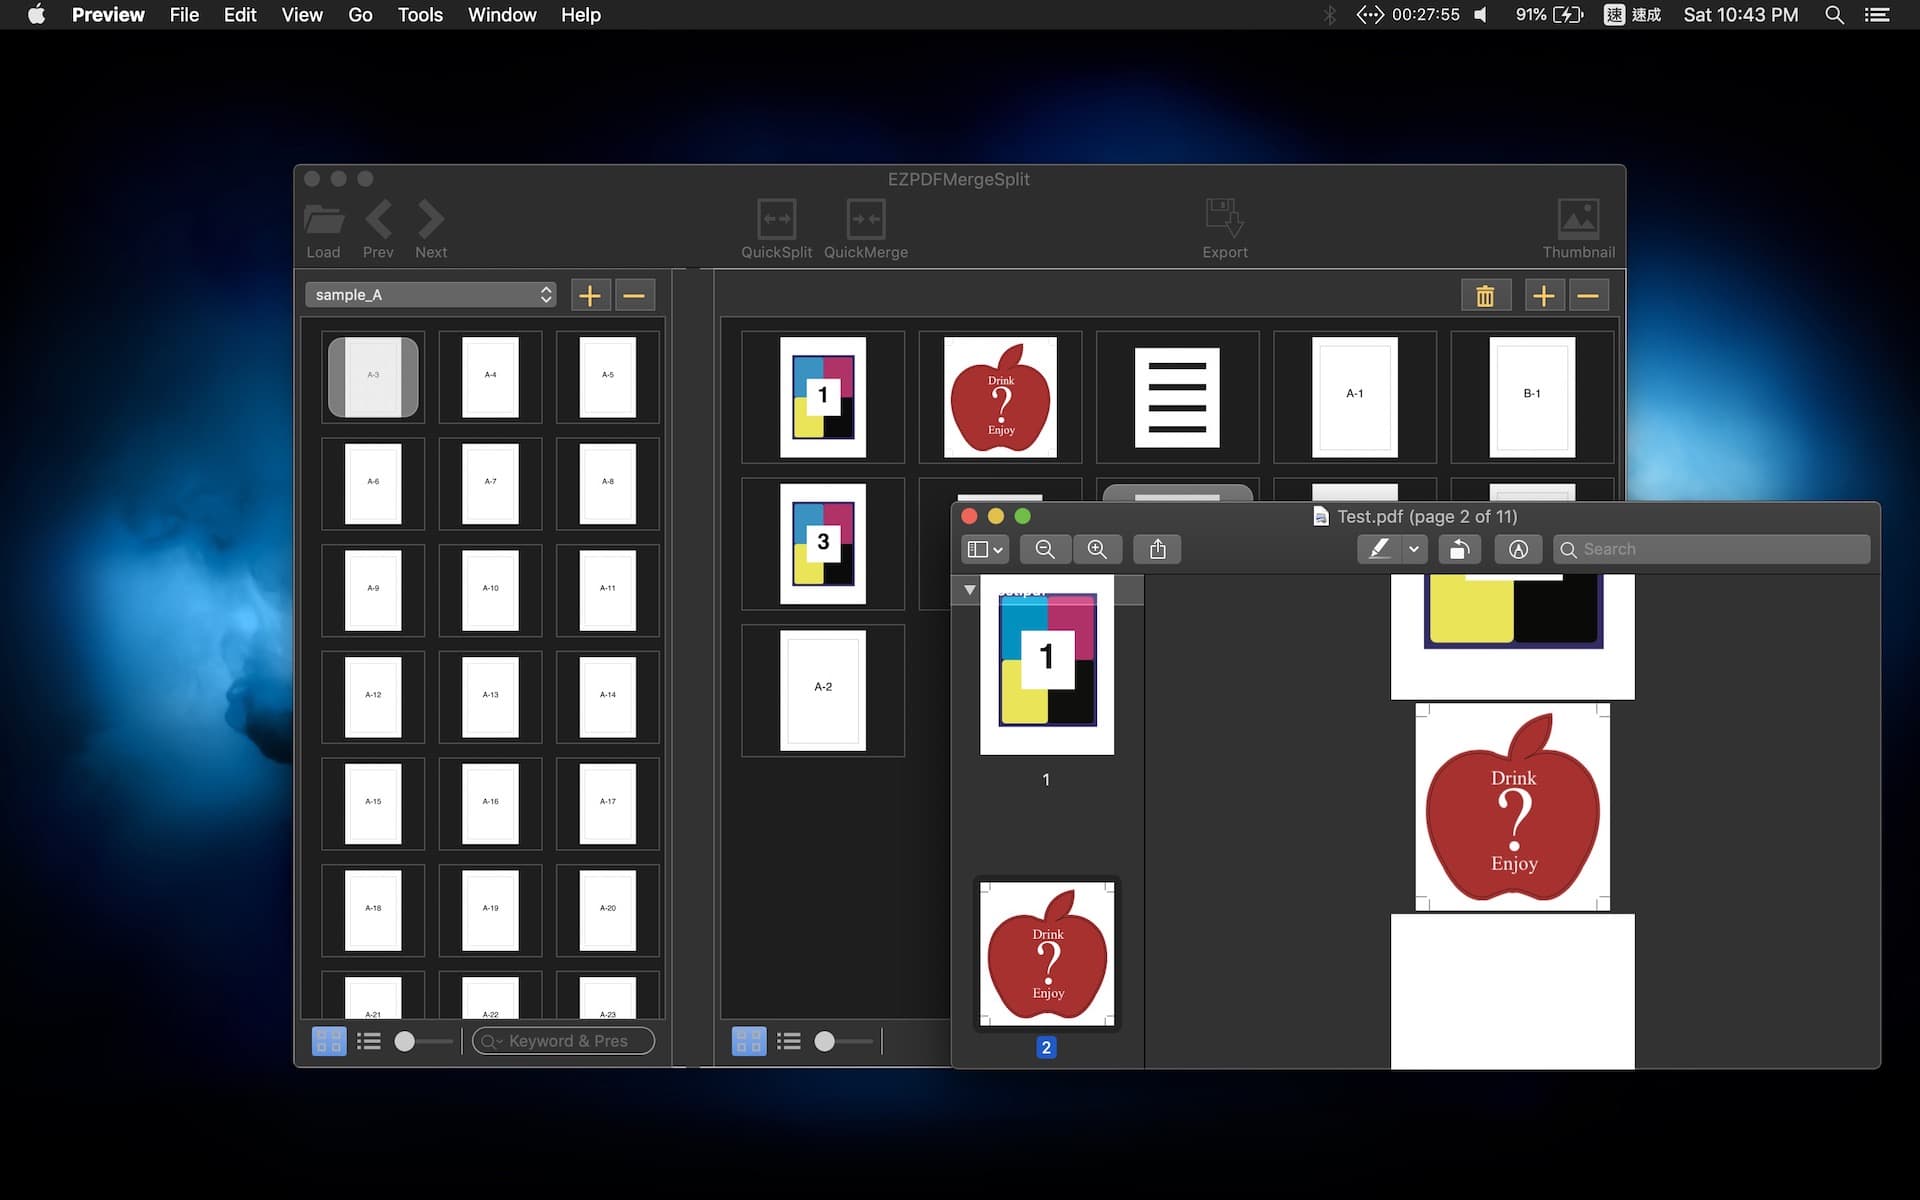 Preview File Edit View Go Tools Window Help 00:27:55 91% 速 速成 Sat 10:43 PM
EZPDFMergeSplit
Load Prev Next QuickSplit QuickMerge Export Thumbnail
sample_A
A-3 A-4 A-5
A-6 A-7 A-8
A-9 A-10 A-11
A-12 A-13 A-14
A-15 A-16 A-17
A-18 A-19 A-20
A-21 A-22 A-23
Keyword & Pres
1
Drink
?
Enjoy
A-1
B-1
3
A-2
Test.pdf (page 2 of 11)
Search
1
1
Drink
?
Enjoy
2
Drink
?
Enjoy